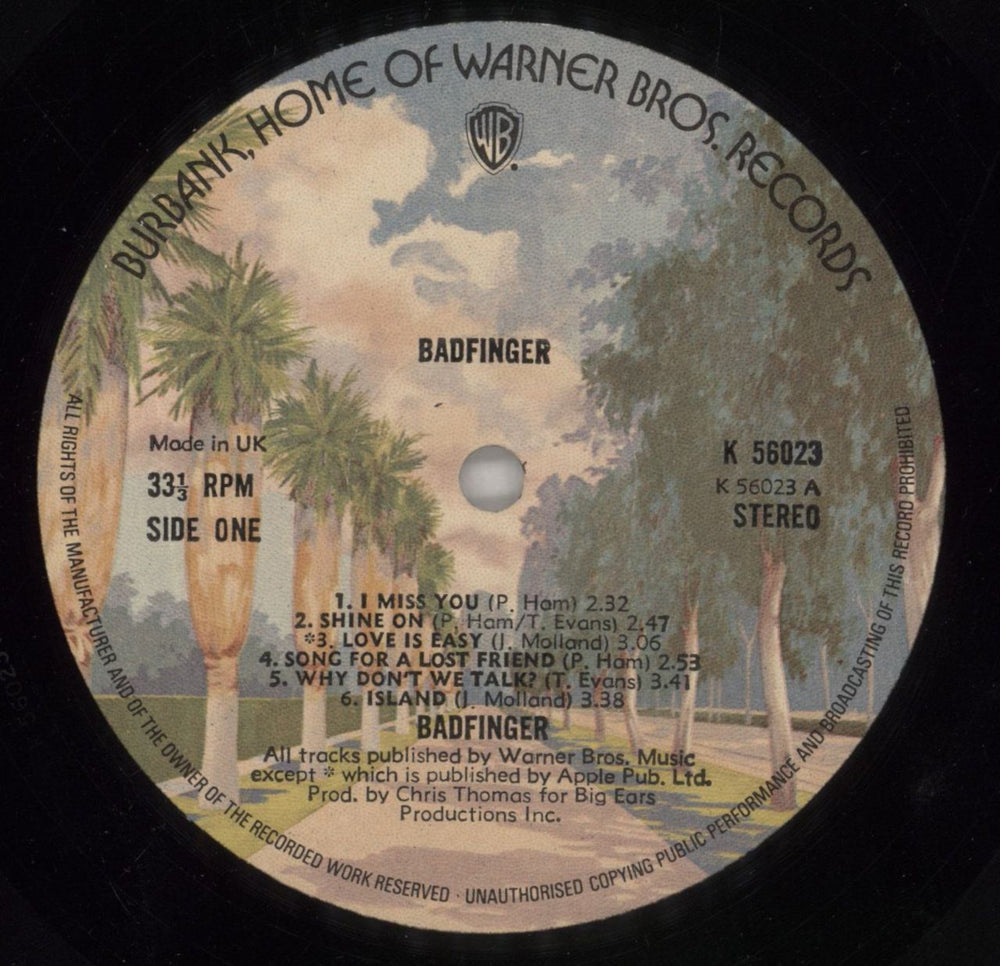 BURBANK, HOME OF WARNER BROS. RECORDS
WB
BADFINGER
Made in UK
33⅓ RPM
SIDE ONE
K 56023
K 56023 A
STEREO
1. I MISS YOU (P. Ham) 2.32
2. SHINE ON (P. Ham/T. Evans) 2.47
*3. LOVE IS EASY (J. Molland) 3.06
4. SONG FOR A LOST FRIEND (P. Ham) 2.53
5. WHY DON'T WE TALK? (T. Evans) 3.41
6. ISLAND (J. Molland) 3.38
BADFINGER
All tracks published by Warner Bros. Music
except * which is published by Apple Pub. Ltd.
Prod. by Chris Thomas for Big Ears
Productions Inc.
ALL RIGHTS OF THE MANUFACTURER AND OF THE OWNER OF THE RECORDED WORK RESERVED · UNAUTHORISED COPYING PUBLIC PERFORMANCE AND BROADCASTING OF THIS RECORD PROHIBITED